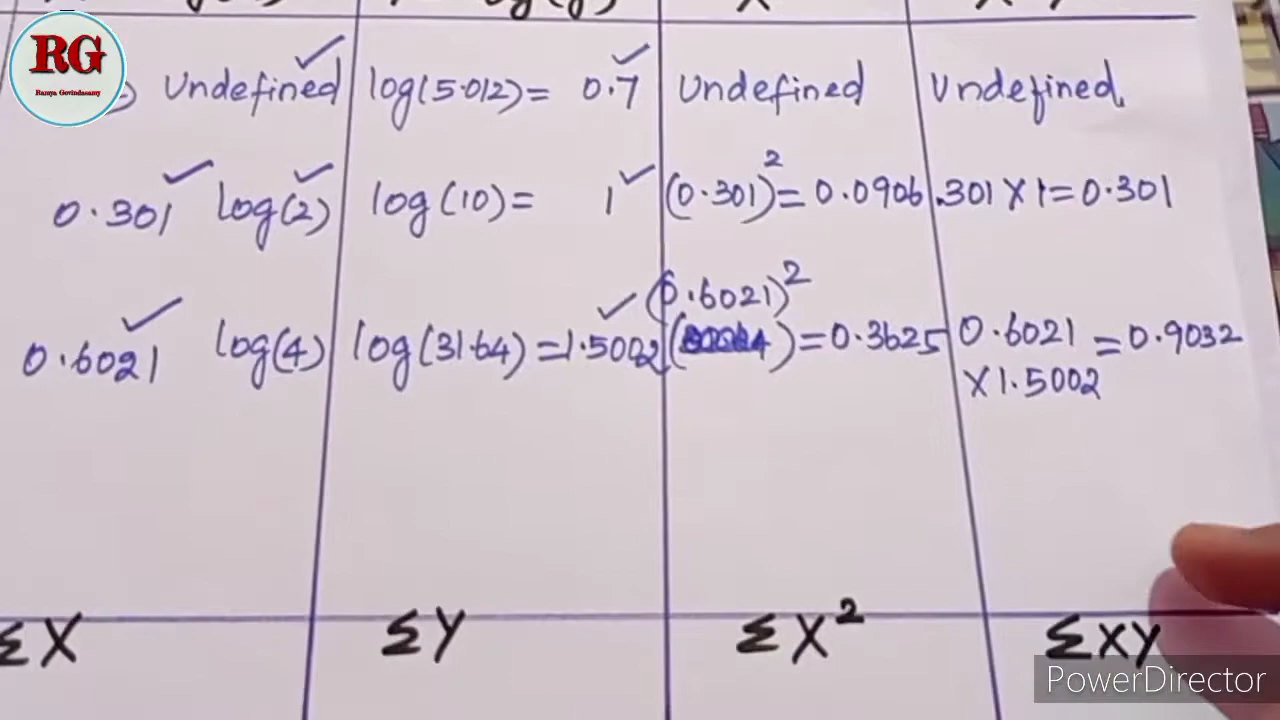 RG
Ramya Govindasamy
Undefined log(5.012) = 0.7 Undefined Undefined
0.301 log(2) log(10) = 1 (0.301)² = 0.0906 .301 X 1 = 0.301
(0.6021)²
0.6021 log(4) log(31.64) = 1.5002 ( ) = 0.3625 0.6021 = 0.9032
X 1.5002
ΣX ΣY ΣX² ΣXY
PowerDirector